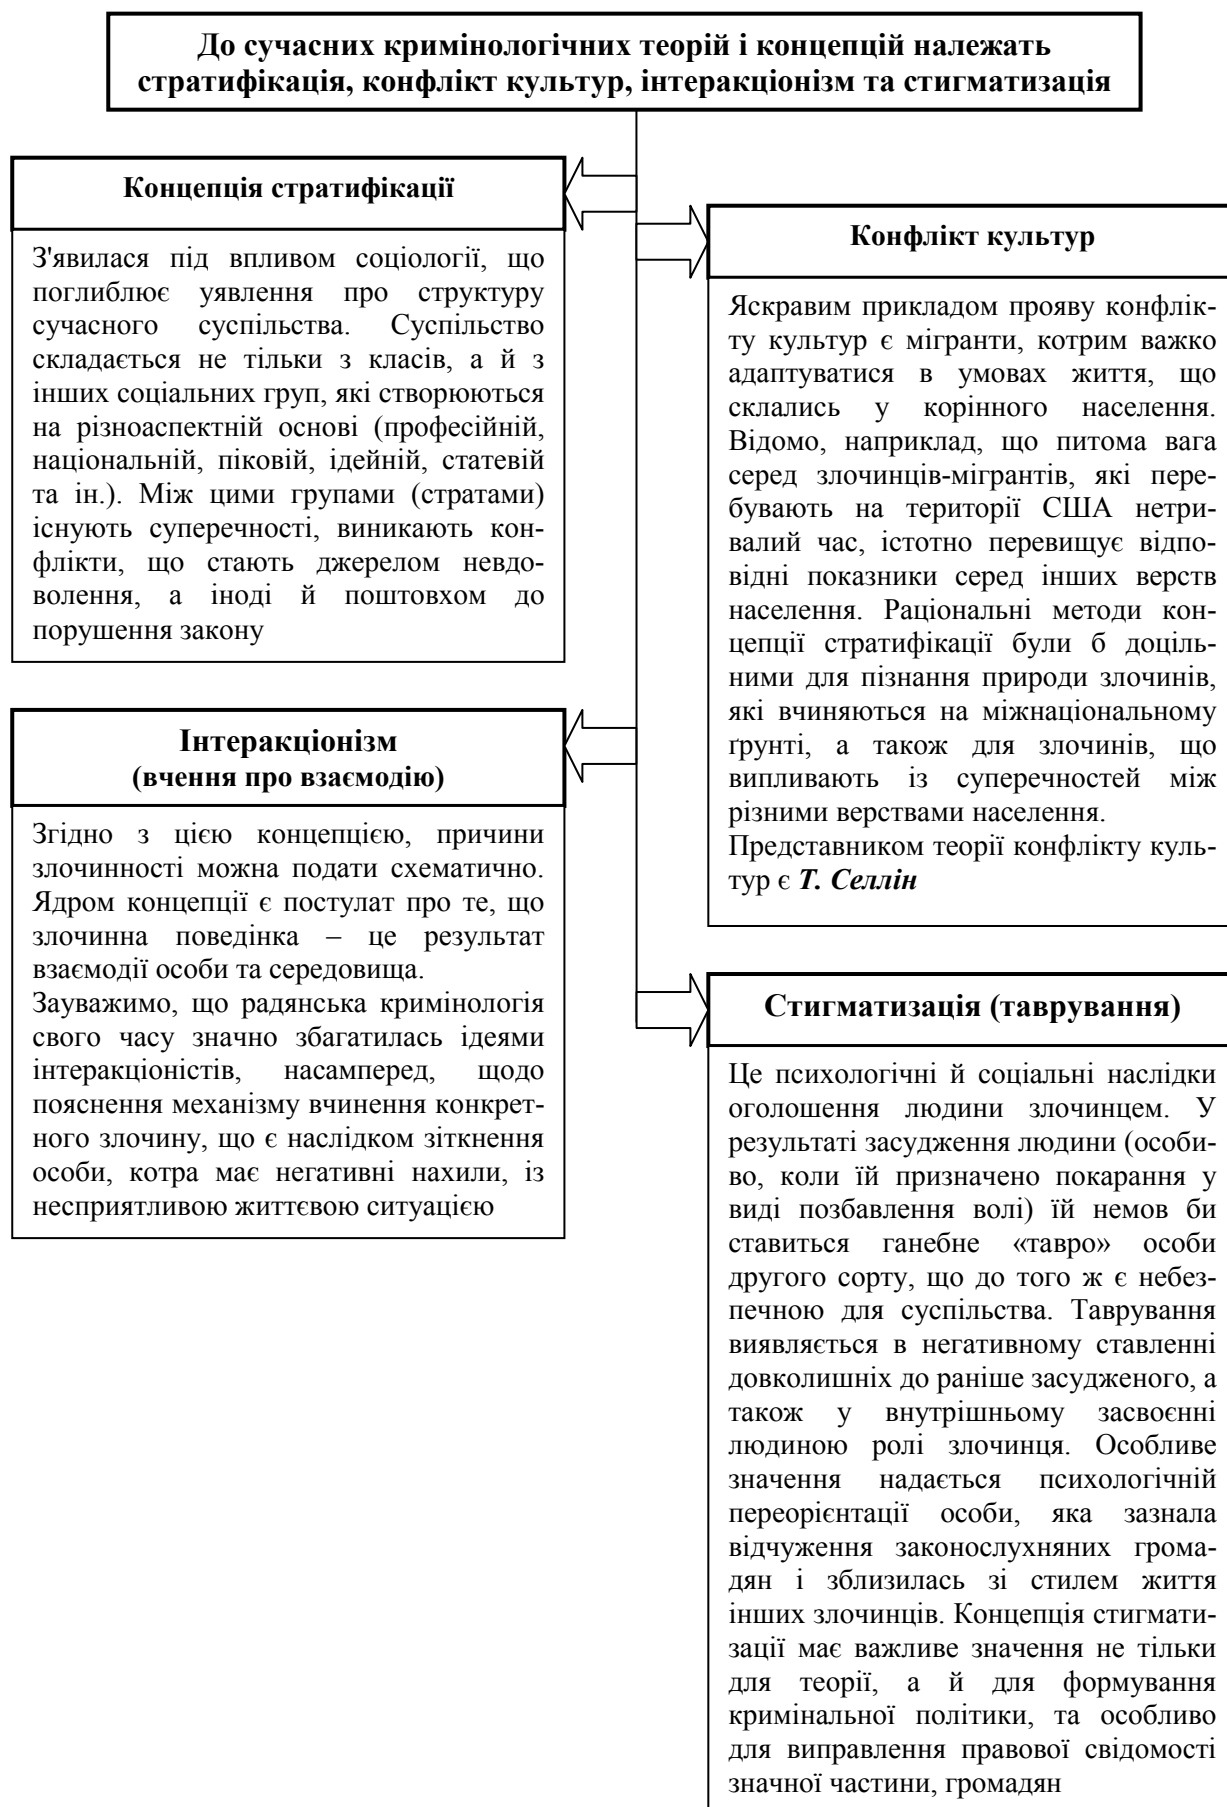 До сучасних кримінологічних теорій і концепцій належать
стратифікація, конфлікт культур, інтеракціонізм та стигматизація
Концепція стратифікації
З'явилася під впливом соціології, що
поглиблює уявлення про структуру
сучасного суспільства. Суспільство
складається не тільки з класів, а й з
інших соціальних груп, які створюються
на різноаспектній основі (професійній,
національній, піковій, ідейній, статевій
та ін.). Між цими групами (стратами)
існують суперечності, виникають кон-
флікти, що стають джерелом невдо-
волення, а іноді й поштовхом до
порушення закону
Конфлікт культур
Яскравим прикладом прояву конфлік-
ту культур є мігранти, котрим важко
адаптуватися в умовах життя, що
склались у корінного населення.
Відомо, наприклад, що питома вага
серед злочинців-мігрантів, які пере-
бувають на території США нетри-
валий час, істотно перевищує відпо-
відні показники серед інших верств
населення. Раціональні методи кон-
цепції стратифікації були б доціль-
ними для пізнання природи злочинів,
які вчиняються на міжнаціональному
ґрунті, а також для злочинів, що
випливають із суперечностей між
різними верствами населення.
Представником теорії конфлікту куль-
тур є Т. Селлін
Інтеракціонізм
(вчення про взаємодію)
Згідно з цією концепцією, причини
злочинності можна подати схематично.
Ядром концепції є постулат про те, що
злочинна поведінка – це результат
взаємодії особи та середовища.
Зауважимо, що радянська кримінологія
свого часу значно збагатилась ідеями
інтеракціоністів, насамперед, щодо
пояснення механізму вчинення конкрет-
ного злочину, що є наслідком зіткнення
особи, котра має негативні нахили, із
несприятливою життєвою ситуацією
Стигматизація (таврування)
Це психологічні й соціальні наслідки
оголошення людини злочинцем. У
результаті засудження людини (особи-
во, коли їй призначено покарання у
виді позбавлення волі) їй немов би
ставиться ганебне «тавро» особи
другого сорту, що до того ж є небез-
печною для суспільства. Таврування
виявляється в негативному ставленні
довколишніх до раніше засудженого, а
також у внутрішньому засвоєнні
людиною ролі злочинця. Особливе
значення надається психологічній
переорієнтації особи, яка зазнала
відчуження законослухняних грома-
дян і зблизилась зі стилем життя
інших злочинців. Концепція стигмати-
зації має важливе значення не тільки
для теорії, а й для формування
кримінальної політики, та особливо
для виправлення правової свідомості
значної частини, громадян